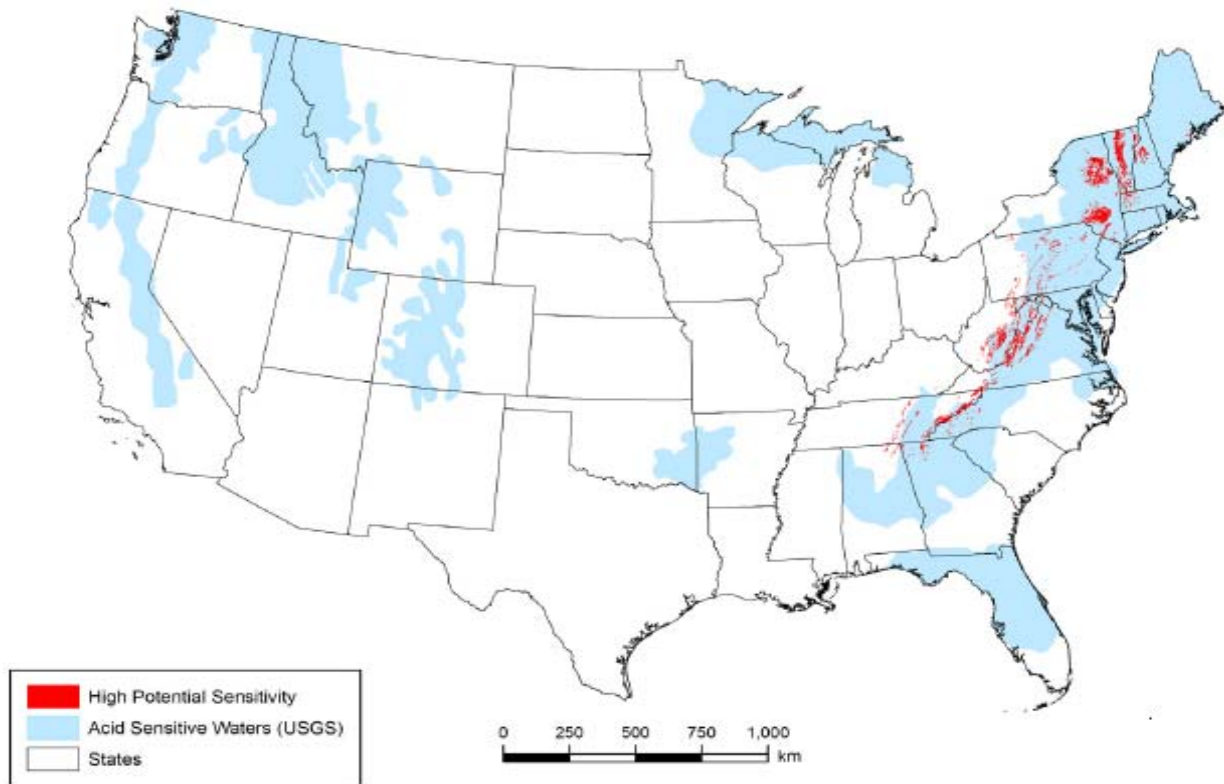 High Potential Sensitivity
Acid Sensitive Waters (USGS)
States
0 250 500 750 1,000
km